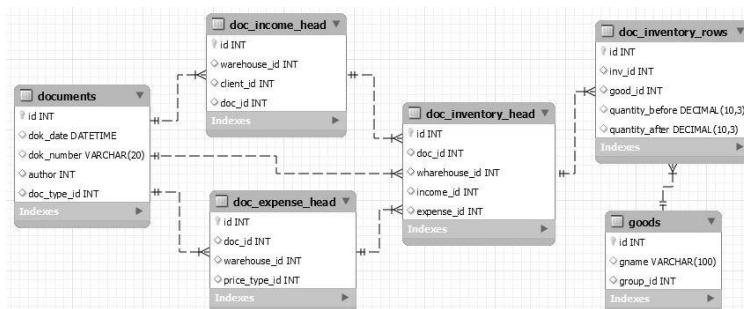 doc_income_head
id INT
warehouse_id INT
client_id INT
doc_id INT
Indexes
documents
id INT
dok_date DATETIME
dok_number VARCHAR(20)
author INT
doc_type_id INT
Indexes
doc_expense_head
id INT
doc_id INT
warehouse_id INT
price_type_id INT
Indexes
doc_inventory_head
id INT
doc_id INT
wharehouse_id INT
income_id INT
expense_id INT
Indexes
doc_inventory_rows
id INT
inv_id INT
good_id INT
quantity_before DECIMAL(10,3)
quantity_after DECIMAL(10,3)
Indexes
goods
id INT
gname VARCHAR(100)
group_id INT
Indexes